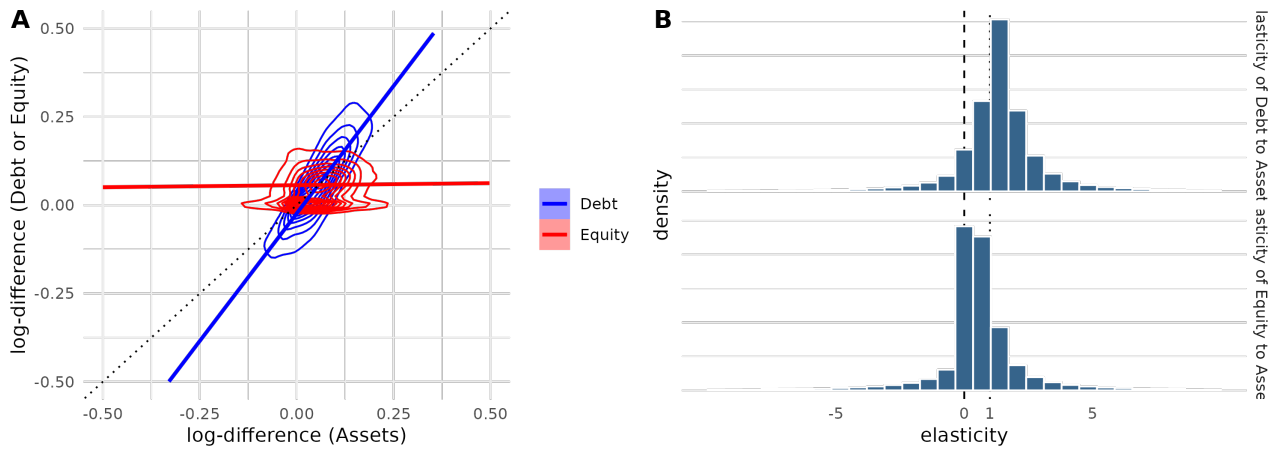 A
0.50
0.25
0.00
-0.25
-0.50
log-difference (Debt or Equity)
-0.50
-0.25
0.00
0.25
0.50
log-difference (Assets)
Debt
Equity
B
density
lasticity of Debt to Asset
asticity of Equity to Asse
-5
0
1
5
elasticity